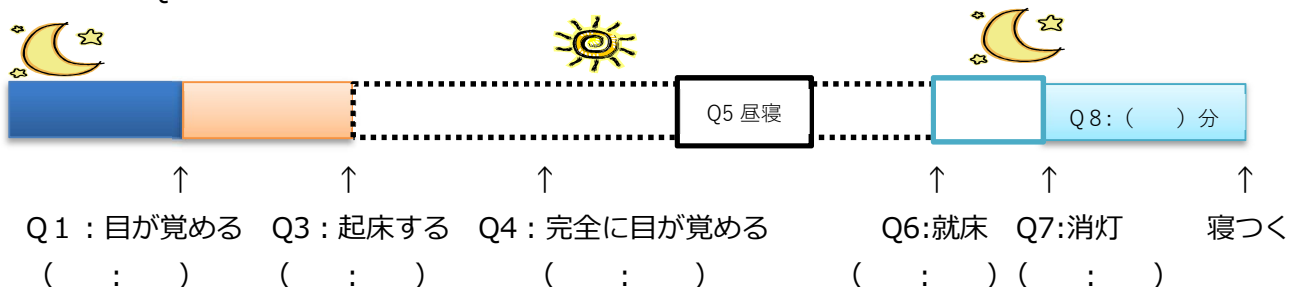 Q5 昼寝
Q8：（　　）分
↑ ↑ ↑ ↑ ↑ ↑
Q１：目が覚める Q3：起床する Q4：完全に目が覚める Q6:就床 Q7:消灯 寝つく
（　：　） （　：　） （　：　） （　：　） （　：　）